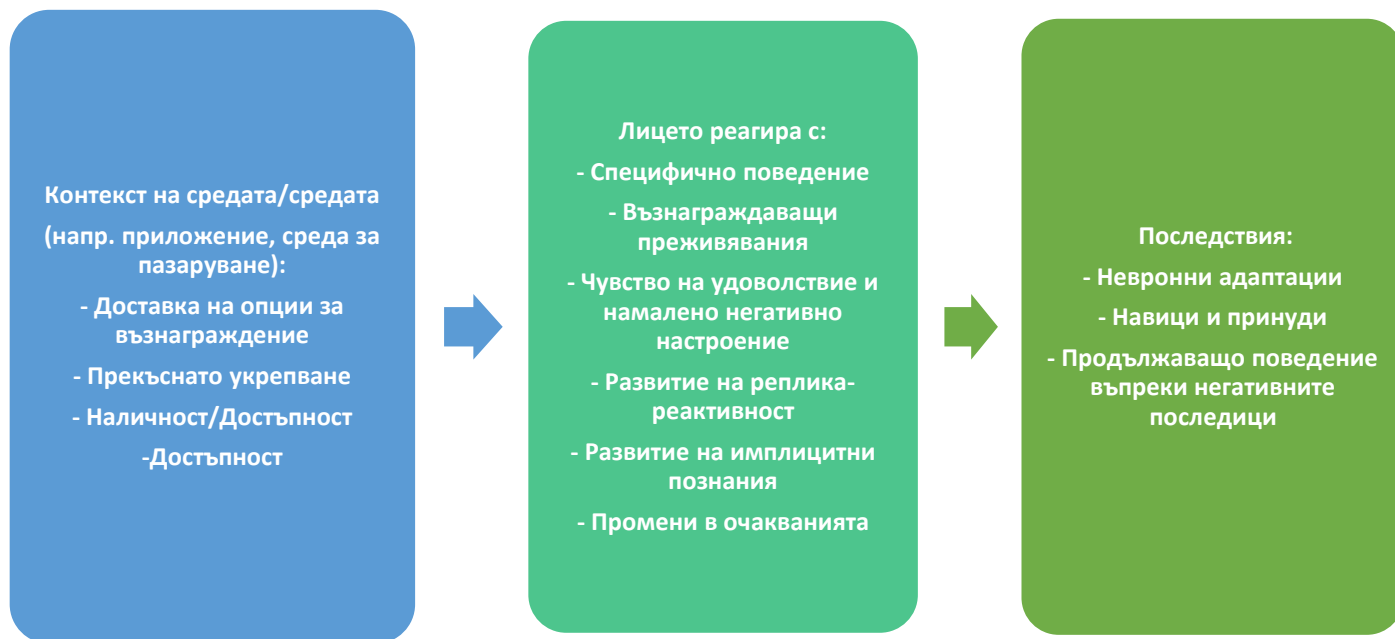 Контекст на средата/средата
(напр. приложение, среда за
пазаруване):
- Доставка на опции за
възнаграждение
- Прекъснато укрепване
- Наличност/Достъпност
-Достъпност
Лицето реагира с:
- Специфично поведение
- Възнаграждаващи
преживявания
- Чувство на удоволствие и
намалено негативно
настроение
- Развитие на реплика-
реактивност
- Развитие на имплицитни
познания
- Промени в очакванията
Последствия:
- Невронни адаптации
- Навици и принуди
- Продължаващо поведение
въпреки негативните
последици